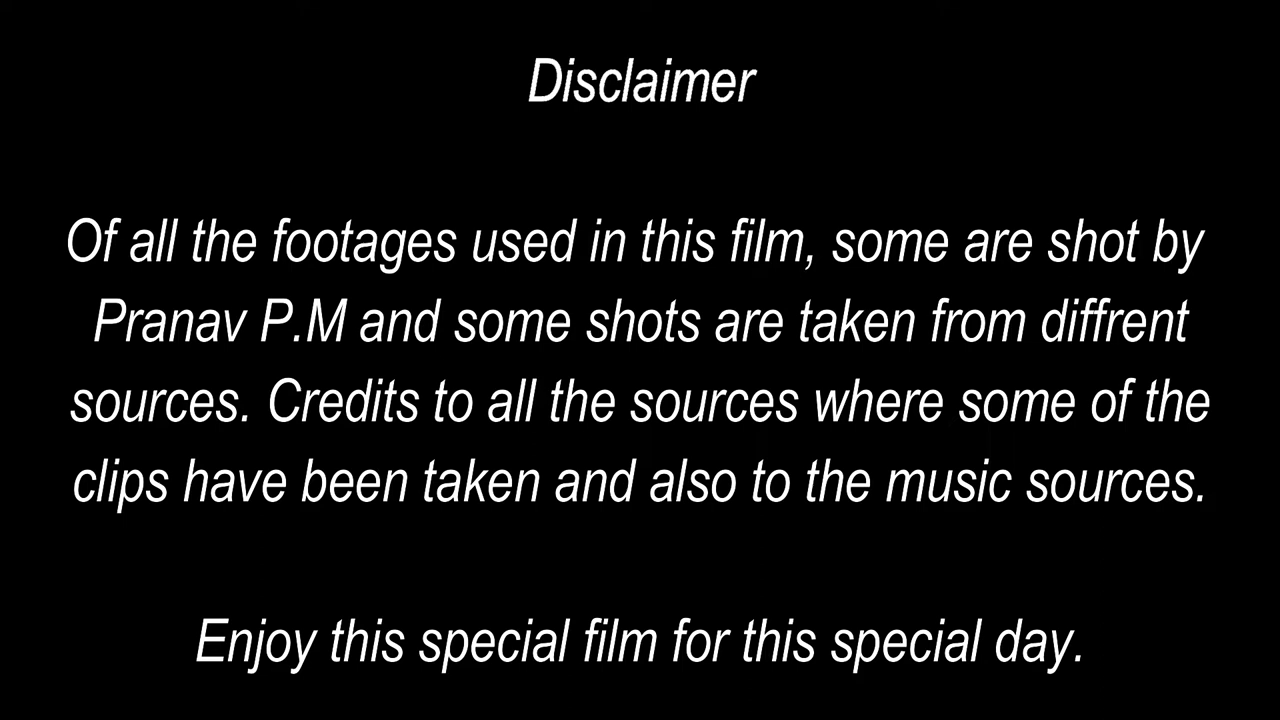 Disclaimer
Of all the footages used in this film, some are shot by
Pranav P.M and some shots are taken from diffrent
sources. Credits to all the sources where some of the
clips have been taken and also to the music sources.
Enjoy this special film for this special day.